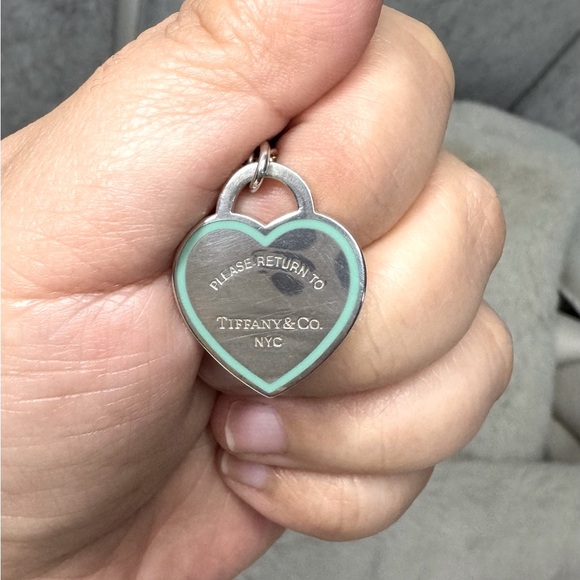 PLEASE RETURN TO
TIFFANY & CO.
NYC